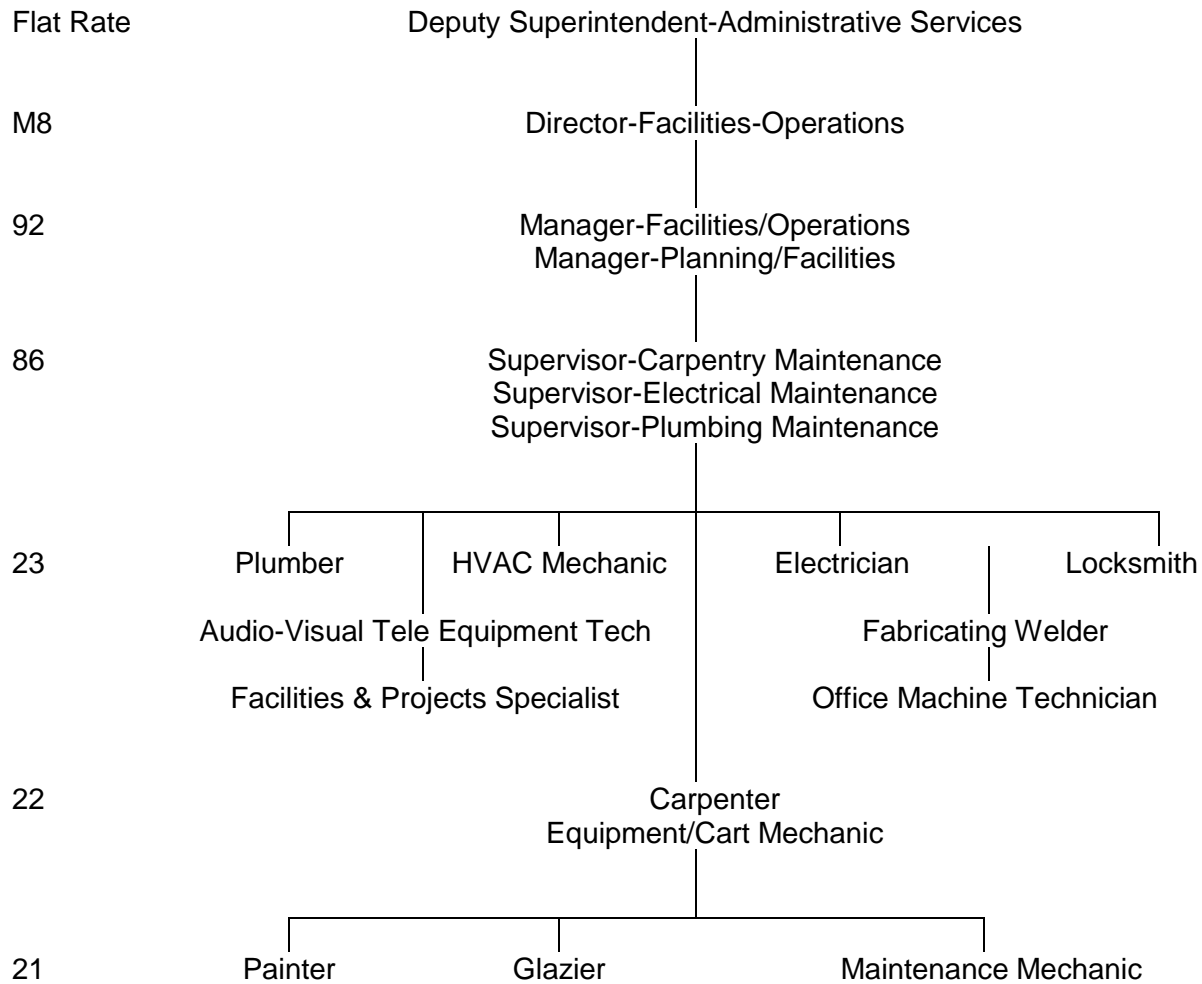 Flat Rate Deputy Superintendent-Administrative Services
M8 Director-Facilities-Operations
92 Manager-Facilities/Operations
Manager-Planning/Facilities
86 Supervisor-Carpentry Maintenance
Supervisor-Electrical Maintenance
Supervisor-Plumbing Maintenance
23 Plumber HVAC Mechanic Electrician Locksmith
Audio-Visual Tele Equipment Tech Fabricating Welder
Facilities & Projects Specialist Office Machine Technician
22 Carpenter
Equipment/Cart Mechanic
21 Painter Glazier Maintenance Mechanic